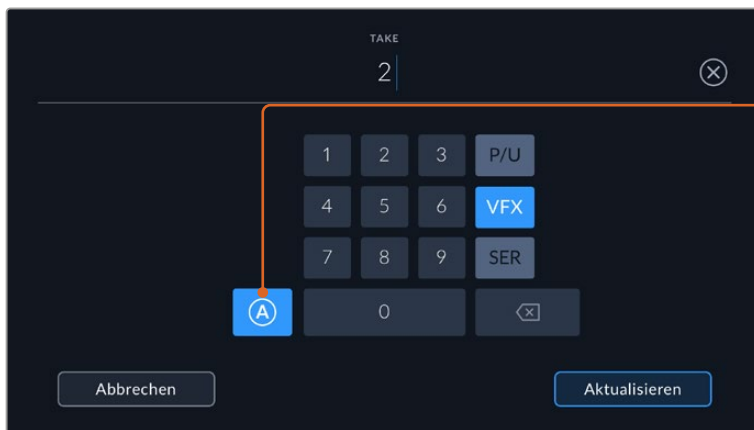 TAKE
2
1 2 3 P/U
4 5 6 VFX
7 8 9 SER
A 0
Abbrechen Aktualisieren